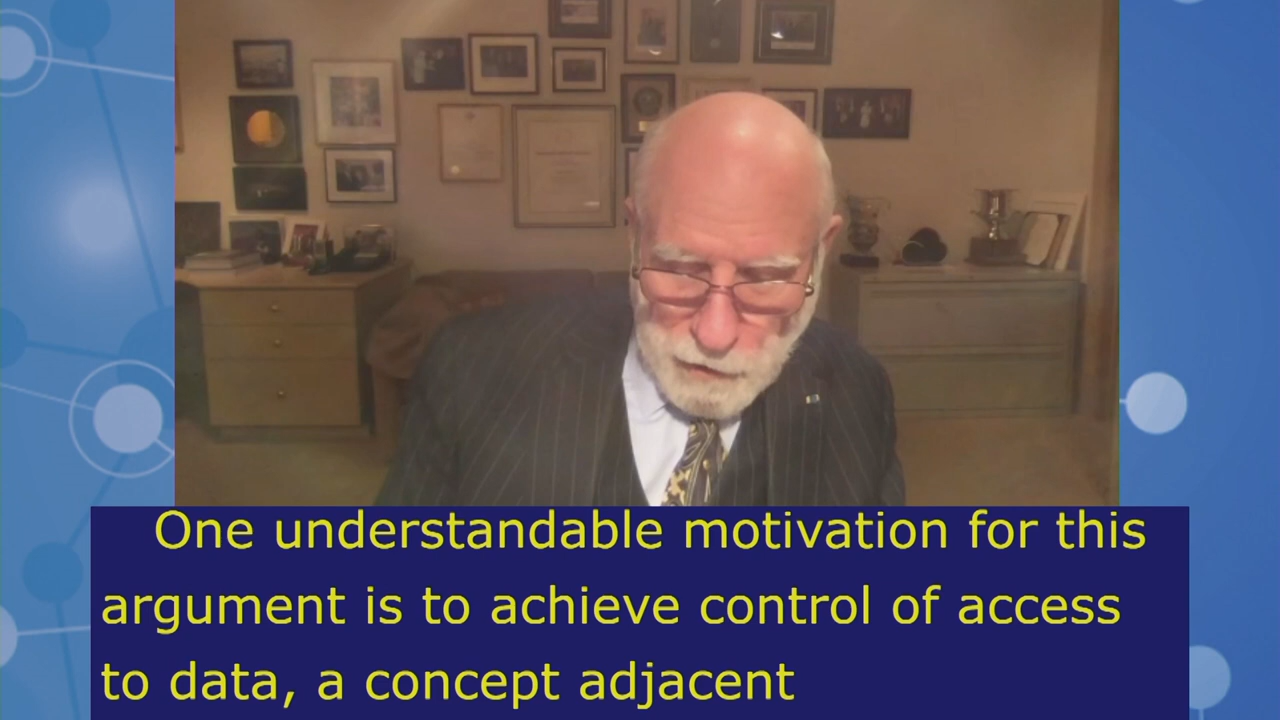 One understandable motivation for this
argument is to achieve control of access
to data, a concept adjacent